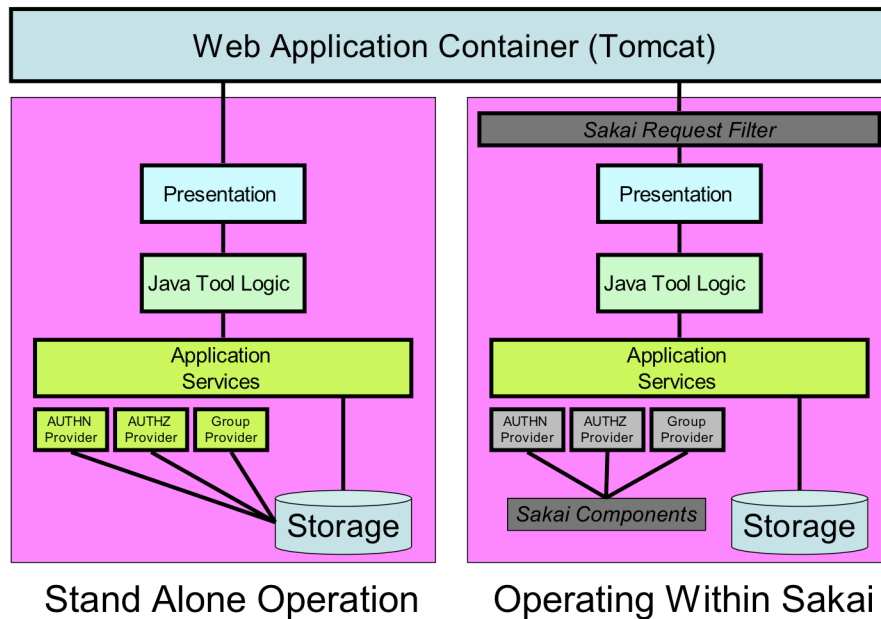 Web Application Container (Tomcat)
Presentation
Java Tool Logic
Application
Services
AUTHN
Provider
AUTHZ
Provider
Group
Provider
Storage
Stand Alone Operation
Sakai Request Filter
Presentation
Java Tool Logic
Application
Services
AUTHN
Provider
AUTHZ
Provider
Group
Provider
Sakai Components
Storage
Operating Within Sakai